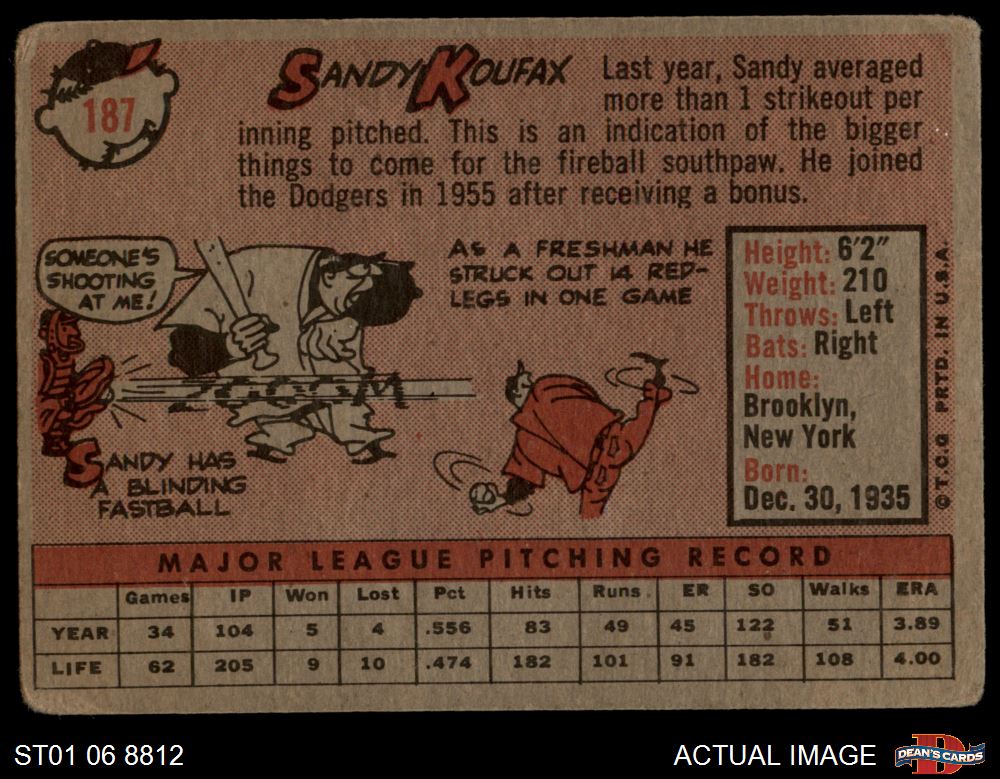 187
SANDY KOUFAX
Last year, Sandy averaged
more than 1 strikeout per
inning pitched. This is an indication of the bigger
things to come for the fireball southpaw. He joined
the Dodgers in 1955 after receiving a bonus.
SOMEONE'S
SHOOTING
AT ME!
AS A FRESHMAN HE
STRUCK OUT 14 RED-
LEGS IN ONE GAME
ZOOM
SANDY HAS
A BLINDING
FASTBALL
Height: 6'2"
Weight: 210
Throws: Left
Bats: Right
Home:
Brooklyn,
New York
Born:
Dec. 30, 1935
© T.C.G. PRTD. IN U.S.A.
MAJOR LEAGUE PITCHING RECORD
Games IP Won Lost Pct Hits Runs ER SO Walks ERA
YEAR 34 104 5 4 .556 83 49 45 122 51 3.89
LIFE 62 205 9 10 .474 182 101 91 182 108 4.00
ST01 06 8812
ACTUAL IMAGE
D
DEAN'S CARDS